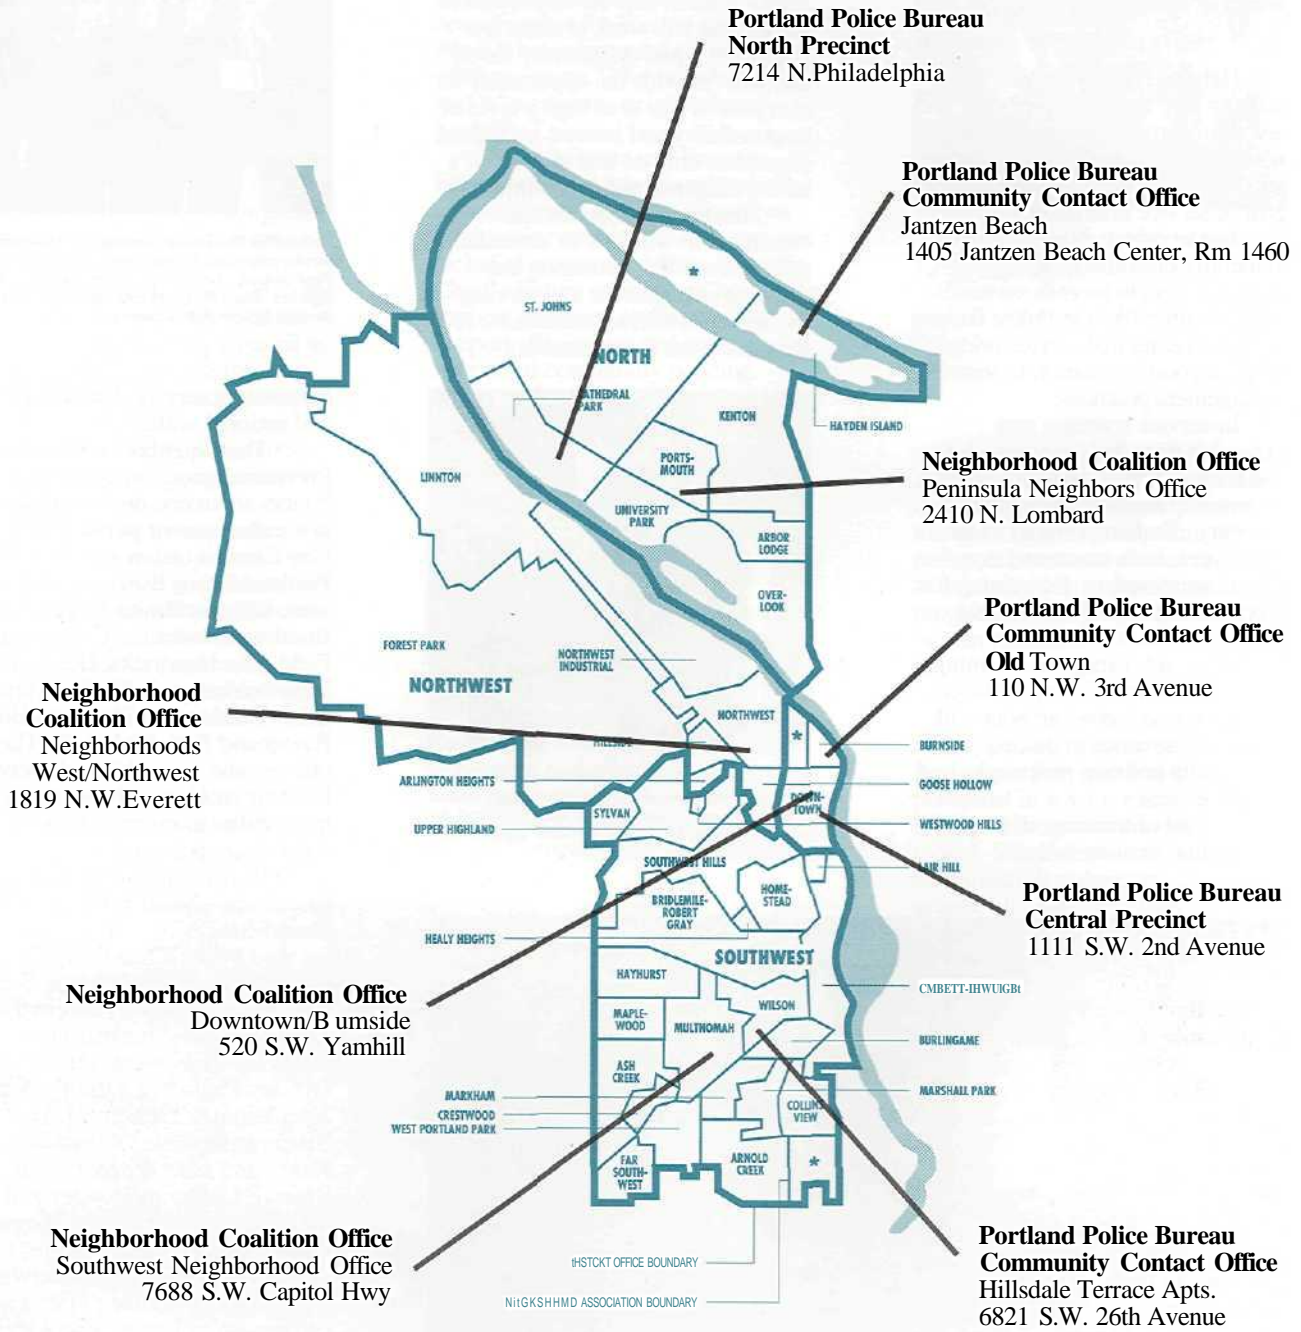 Portland Police Bureau
North Precinct
7214 N.Philadelphia
Portland Police Bureau
Community Contact Office
Jantzen Beach
1405 Jantzen Beach Center, Rm 1460
*
ST. JOHNS
NORTH
CATHEDRAL
PARK
KENTON
HAYDEN ISLAND
PORTS-
MOUTH
LINNTON
Neighborhood Coalition Office
Peninsula Neighbors Office
2410 N. Lombard
UNIVERSITY
PARK
ARBOR
LODGE
OVER-
LOOK
Portland Police Bureau
Community Contact Office
Old Town
110 N.W. 3rd Avenue
FOREST PARK
NORTHWEST
INDUSTRIAL
NORTHWEST
Neighborhood
Coalition Office
Neighborhoods
West/Northwest
1819 N.W.Everett
NORTHWEST
*
HILLSIDE
BURNSIDE
ARLINGTON HEIGHTS
GOOSE HOLLOW
SYLVAN
DOWN-
TOWN
WESTWOOD HILLS
UPPER HIGHLAND
SOUTHWEST HILLS
LAIR HILL
BRIDLEMILE-
ROBERT
GRAY
HOME-
STEAD
Portland Police Bureau
Central Precinct
1111 S.W. 2nd Avenue
HEALY HEIGHTS
SOUTHWEST
HAYHURST
CMBETT-IHWUIGBt
Neighborhood Coalition Office
Downtown/B umside
520 S.W. Yamhill
WILSON
MAPLE-
WOOD
MULTNOMAH
BURLINGAME
ASH
CREEK
MARKHAM
MARSHALL PARK
CRESTWOOD
COLLINS
VIEW
WEST PORTLAND PARK
FAR
SOUTH-
WEST
ARNOLD
CREEK
*
Neighborhood Coalition Office
Southwest Neighborhood Office
7688 S.W. Capitol Hwy
Portland Police Bureau
Community Contact Office
Hillsdale Terrace Apts.
6821 S.W. 26th Avenue
tHSTCKT OFFICE BOUNDARY
NitGKSHHMD ASSOCIATION BOUNDARY